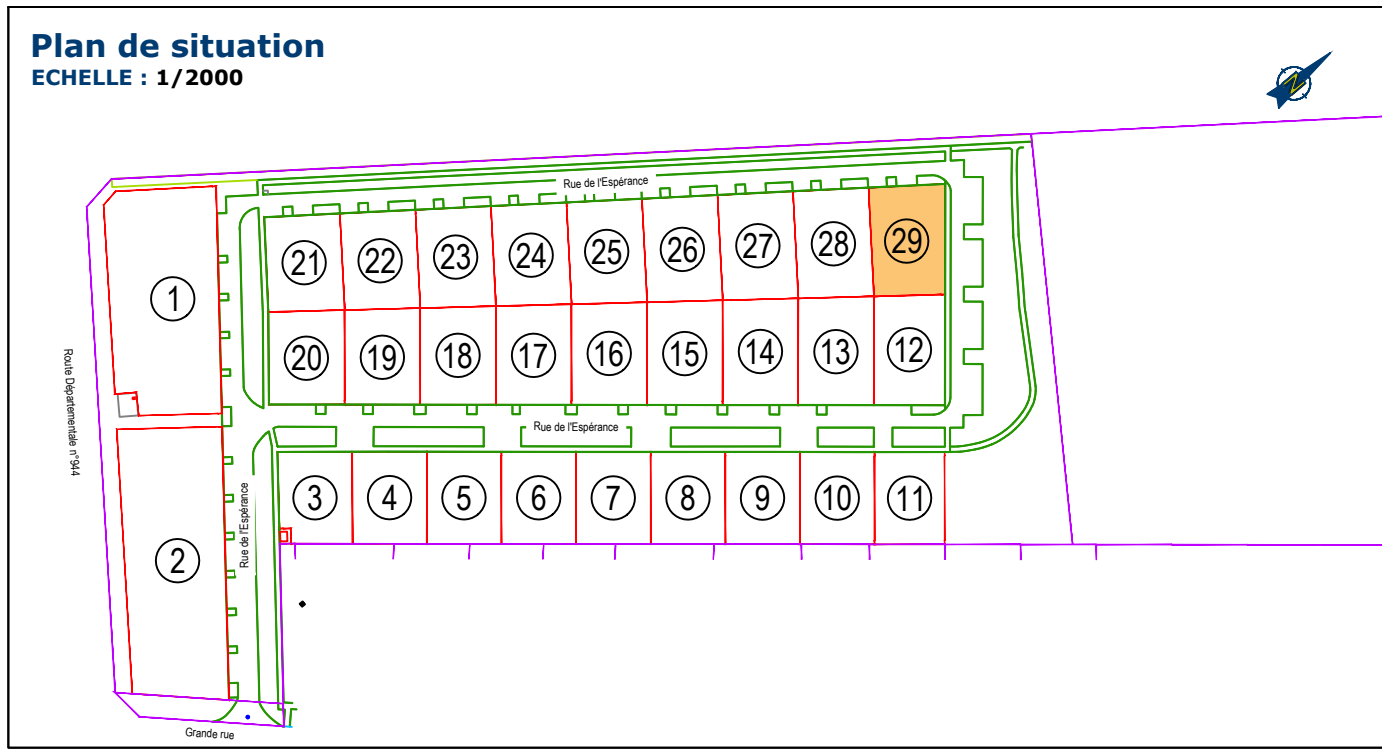 Plan de situation
ECHELLE : 1/2000
N
Rue de l'Espérance
21 22 23 24 25 26 27 28 29
1
20 19 18 17 16 15 14 13 12
Route Départementale n°944
Rue de l'Espérance
3 4 5 6 7 8 9 10 11
Rue de l'Espérance
2
Grande rue